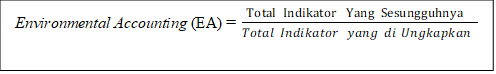 Environmental Accounting (EA) = Total Indikator Yang Sesungguhnya
Total Indikator yang di Ungkapkan